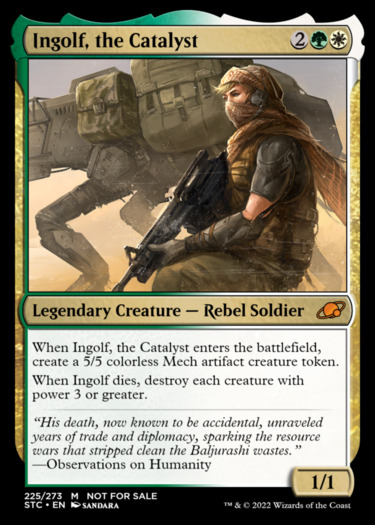 Ingolf, the Catalyst 2
Legendary Creature — Rebel Soldier
When Ingolf, the Catalyst enters the battlefield,
create a 5/5 colorless Mech artifact creature token.
When Ingolf dies, destroy each creature with
power 3 or greater.
“His death, now known to be accidental, unraveled
years of trade and diplomacy, sparking the resource
wars that stripped clean the Baljurashi wastes.”
—Observations on Humanity
1/1
225/273 M NOT FOR SALE
STC • EN SANDARA
™ & © 2022 Wizards of the Coast